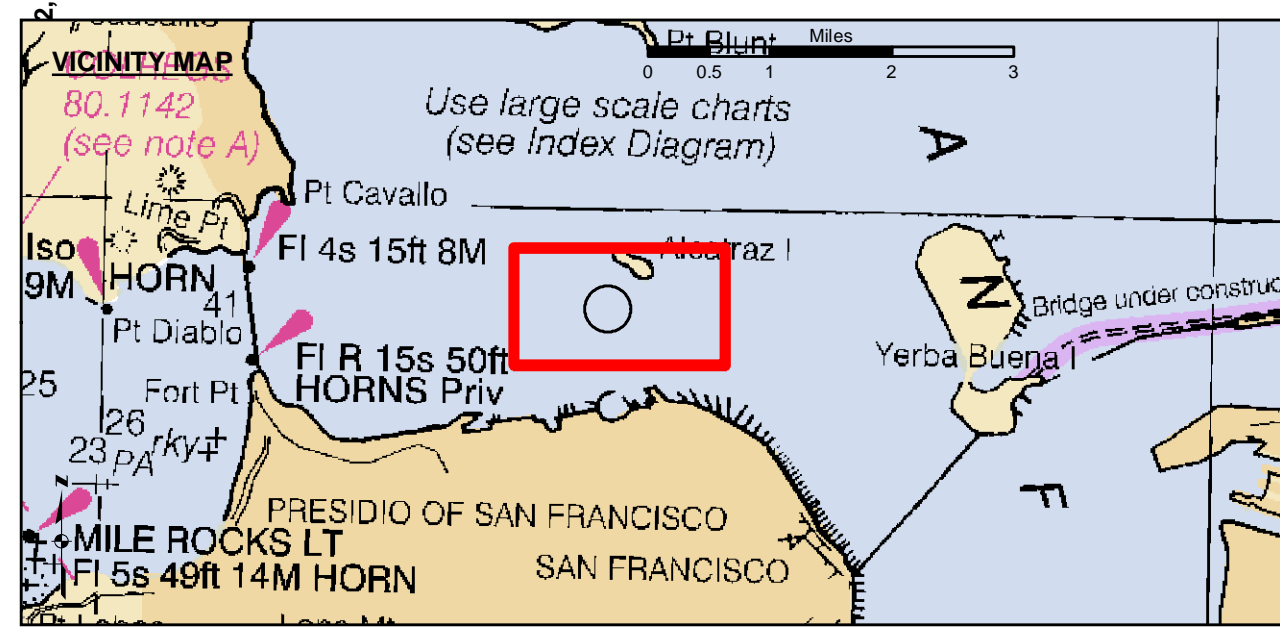 VICINITY MAP
COLREGS
80.1142
(see note A)
Pt Blunt
Miles
0 0.5 1 2 3
Use large scale charts
(see Index Diagram)
A
Pt Cavallo
Lime Pt
Iso
9M
HORN
Fl 4s 15ft 8M
Alcatraz I
41
Pt Diablo
N
Bridge under construc
Fl R 15s 50ft
HORNS Priv
Yerba Buena I
25
Fort Pt
26
23
rky
PA
N
F
PRESIDIO OF SAN FRANCISCO
MILE ROCKS LT
Fl 5s 49ft 14M HORN
SAN FRANCISCO